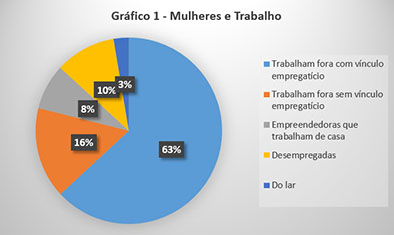 Gráfico 1 - Mulheres e Trabalho
3%
10%
8%
16%
63%
Trabalham fora com vínculo
empregatício
Trabalham fora sem vínculo
empregatício
Empreendedoras que
trabalham de casa
Desempregadas
Do lar